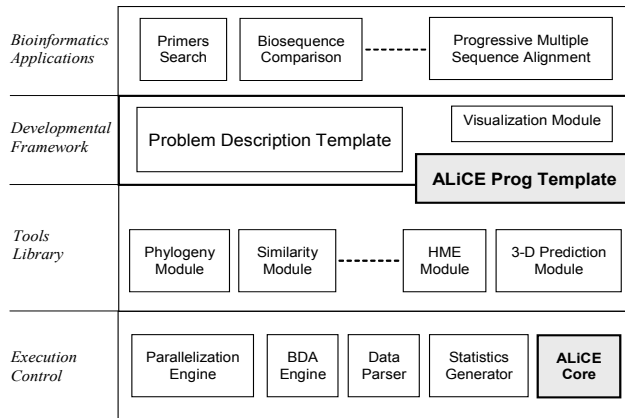 Bioinformatics
Applications
Primers
Search
Biosequence
Comparison
Progressive Multiple
Sequence Alignment
Developmental
Framework
Problem Description Template
Visualization Module
ALiCE Prog Template
Tools
Library
Phylogeny
Module
Similarity
Module
HME
Module
3-D Prediction
Module
Execution
Control
Parallelization
Engine
BDA
Engine
Data
Parser
Statistics
Generator
ALiCE
Core